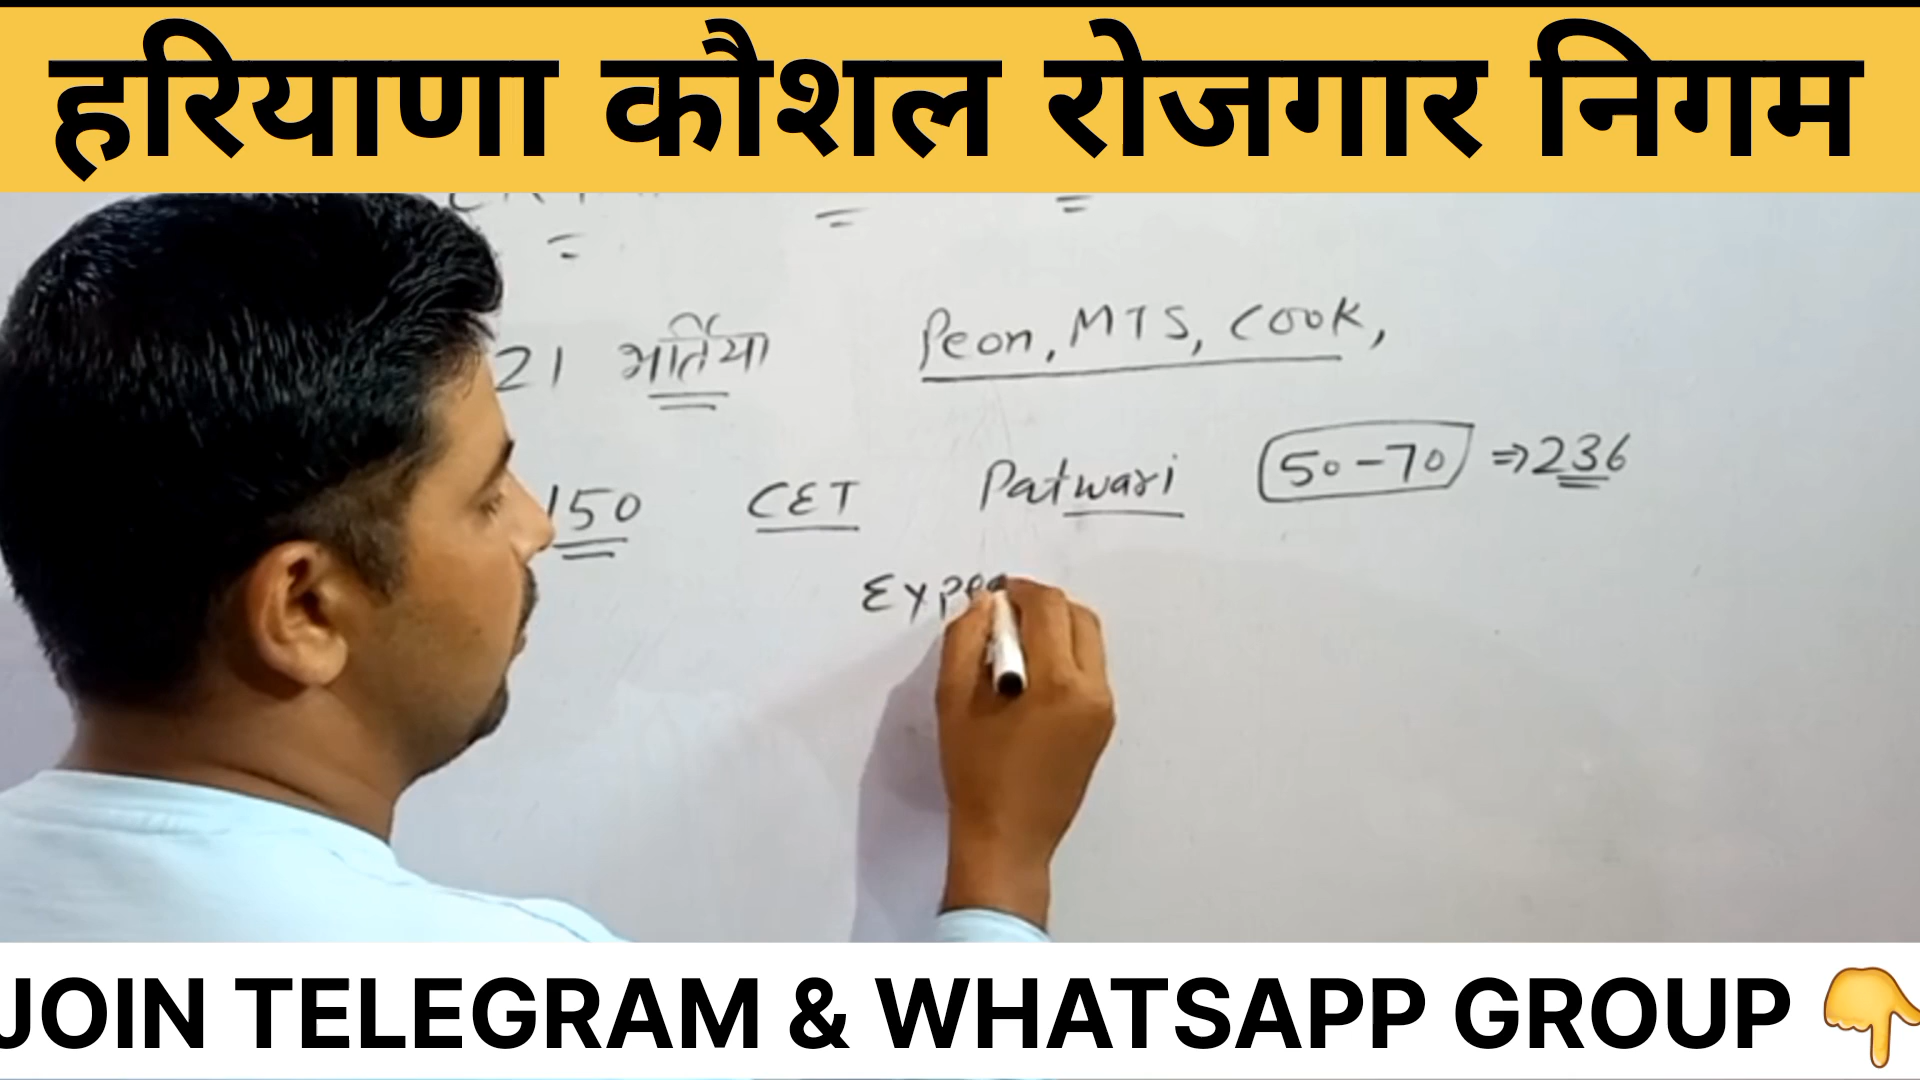 हरियाणा कौशल रोजगार निगम
21 भर्तिया Peon, MTS, Cook,
150 CET Patwari 50-70 ⇒ 236
Expe
JOIN TELEGRAM & WHATSAPP GROUP 👇